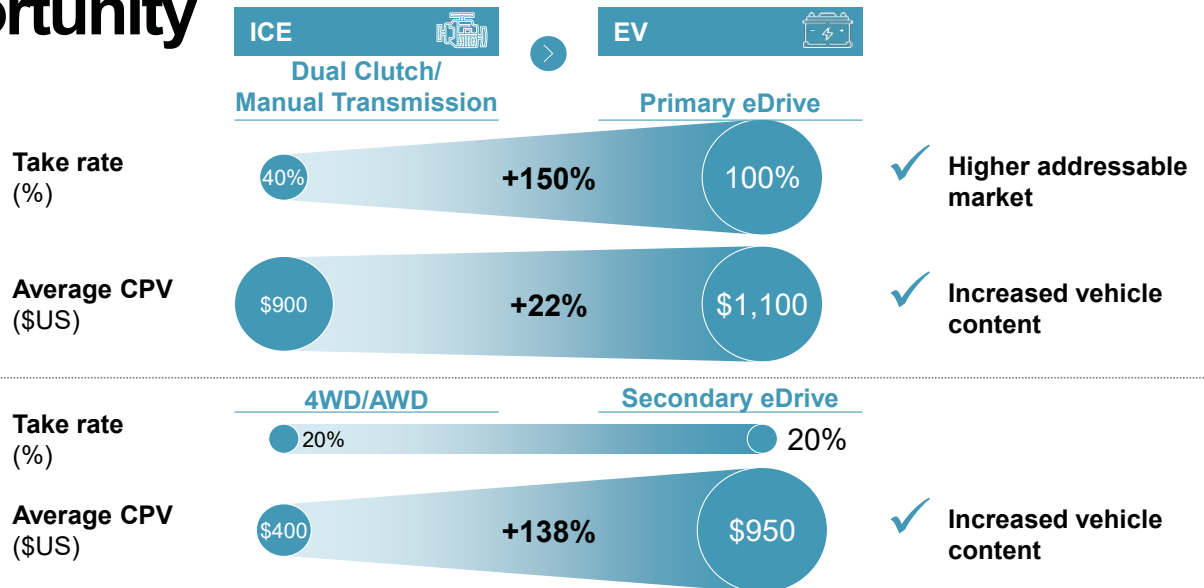 ICE
EV
Dual Clutch/
Manual Transmission
Primary eDrive
Take rate
(%)
40%
+150%
100%
Higher addressable
market
Average CPV
($US)
$900
+22%
$1,100
Increased vehicle
content
4WD/AWD
Secondary eDrive
Take rate
(%)
20%
20%
Average CPV
($US)
$400
+138%
$950
Increased vehicle
content